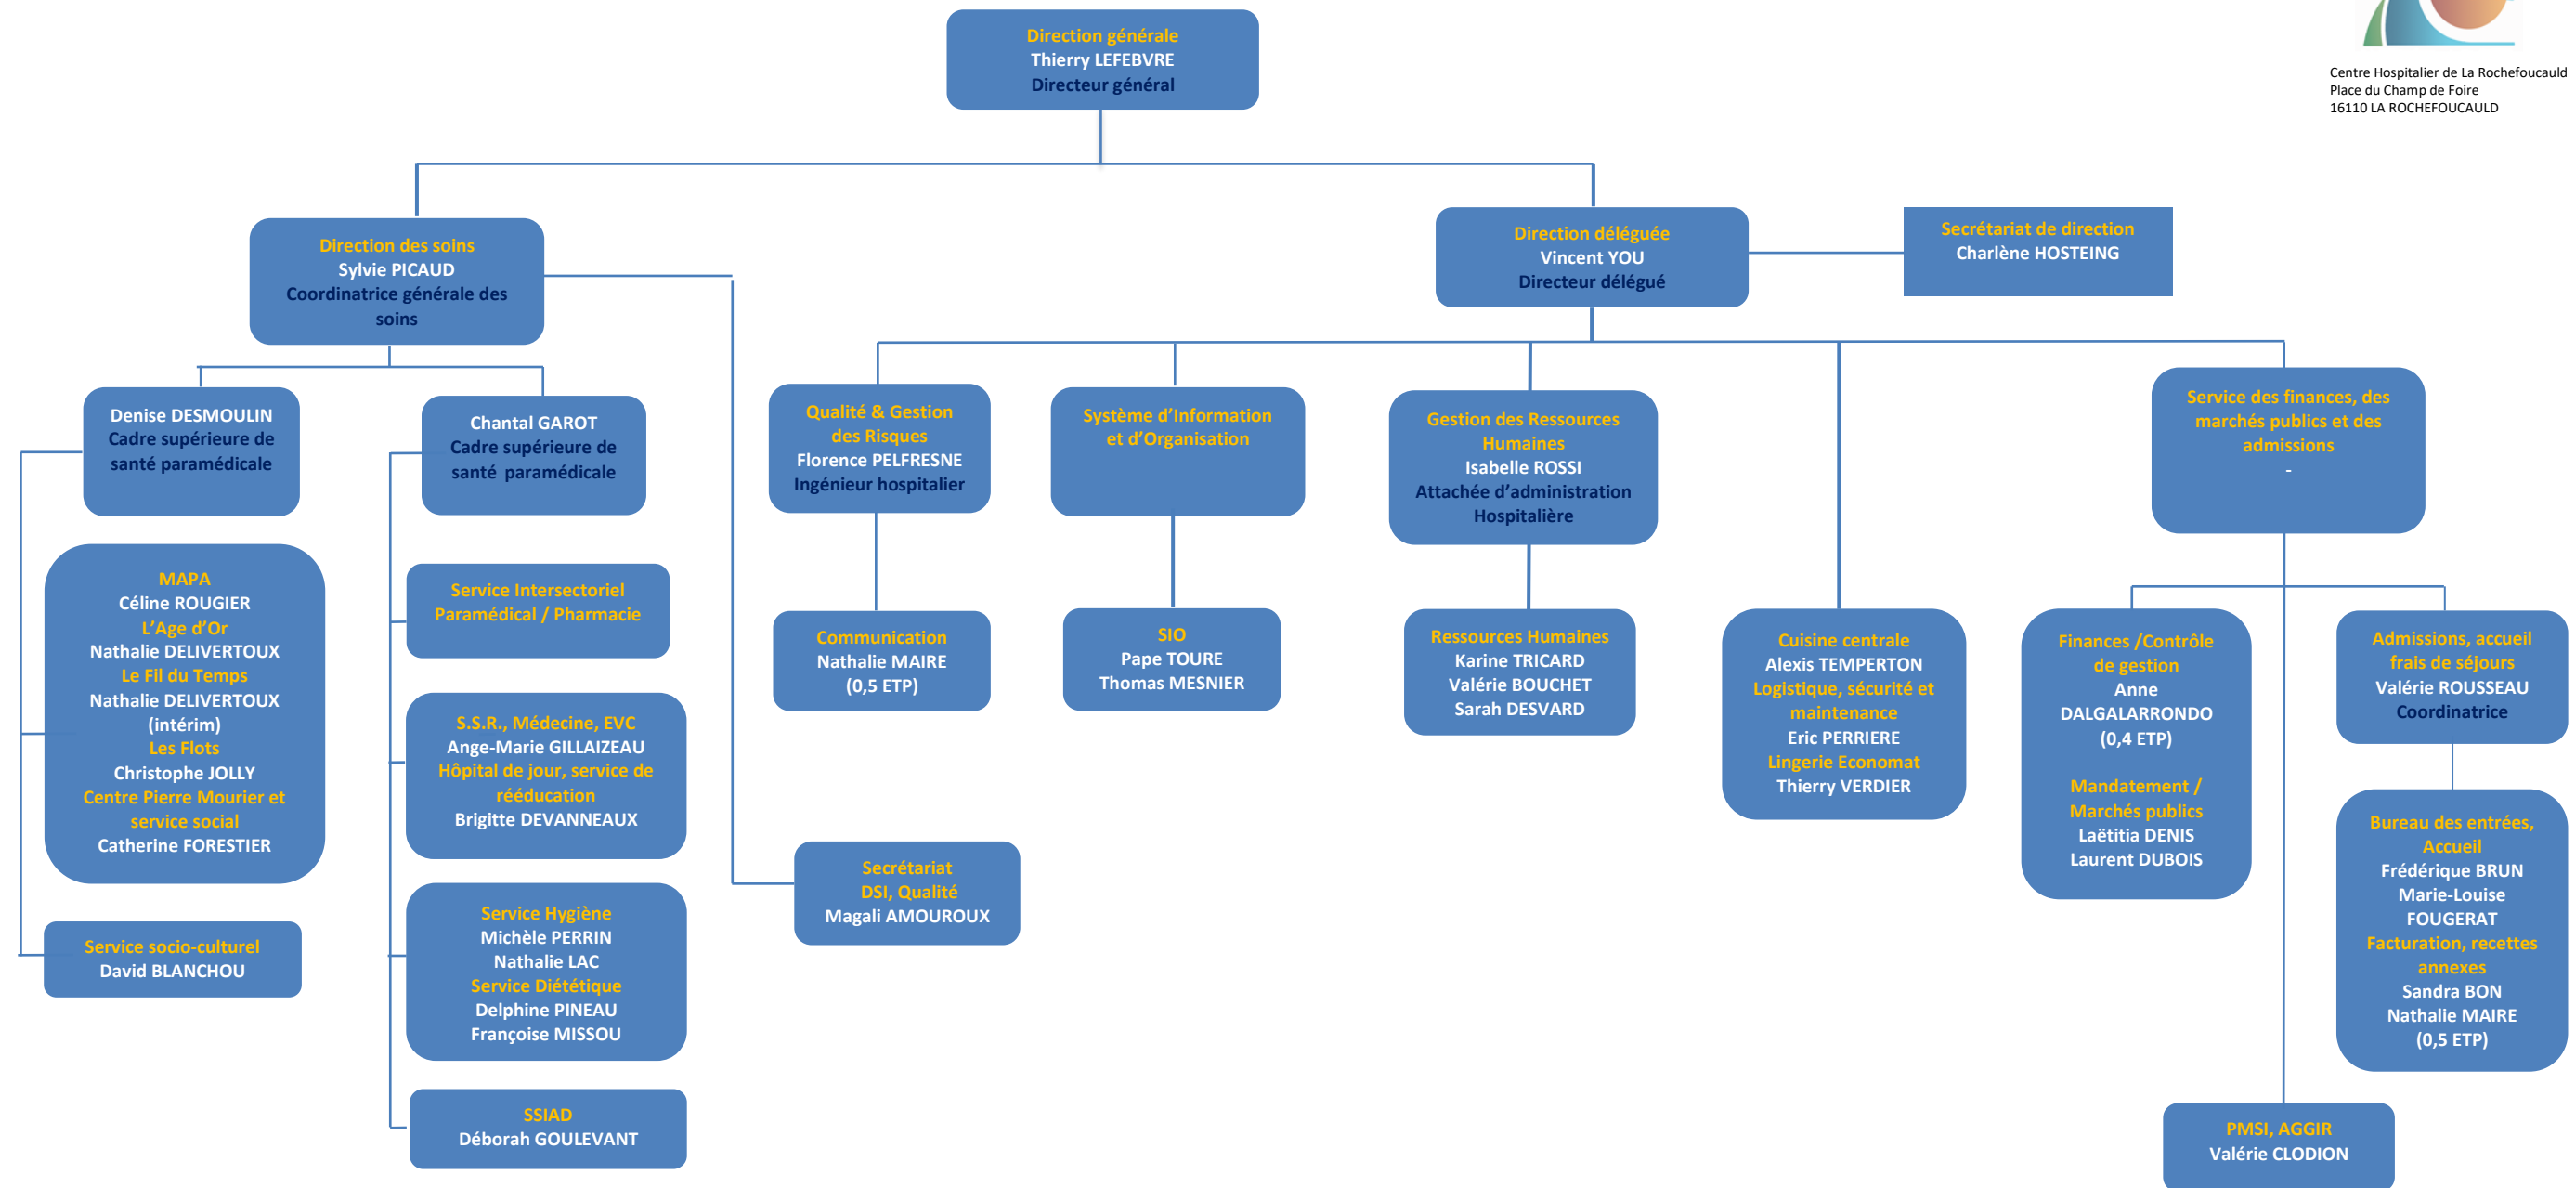 Direction générale
Thierry LEFEBVRE
Directeur général
Centre Hospitalier de La Rochefoucauld
Place du Champ de Foire
16110 LA ROCHEFOUCAULD
Direction des soins
Sylvie PICAUD
Coordinatrice générale des
soins
Direction déléguée
Vincent YOU
Directeur délégué
Secrétariat de direction
Charlène HOSTEING
Denise DESMOULIN
Cadre supérieure de
santé paramédicale
Chantal GAROT
Cadre supérieure de
santé paramédicale
Qualité & Gestion
des Risques
Florence PELFRESNE
Ingénieur hospitalier
Système d'Information
et d'Organisation
Gestion des Ressources
Humaines
Isabelle ROSSI
Attachée d'administration
Hospitalière
Service des finances, des
marchés publics et des
admissions
-
MAPA
Céline ROUGIER
L'Age d'Or
Nathalie DELIVERTOUX
Le Fil du Temps
Nathalie DELIVERTOUX
(intérim)
Les Flots
Christophe JOLLY
Centre Pierre Mourier et
service social
Catherine FORESTIER
Service socio-culturel
David BLANCHOU
Service Intersectoriel
Paramédical / Pharmacie
S.S.R., Médecine, EVC
Ange-Marie GILLAIZEAU
Hôpital de jour, service de
rééducation
Brigitte DEVANNEAUX
Service Hygiène
Michèle PERRIN
Nathalie LAC
Service Diététique
Delphine PINEAU
Françoise MISSOU
SSIAD
Déborah GOULEVANT
Secrétariat
DSI, Qualité
Magali AMOUROUX
Communication
Nathalie MAIRE
(0,5 ETP)
SIO
Pape TOURE
Thomas MESNIER
Ressources Humaines
Karine TRICARD
Valérie BOUCHET
Sarah DESVARD
Cuisine centrale
Alexis TEMPERTON
Logistique, sécurité et
maintenance
Eric PERRIERE
Lingerie Economat
Thierry VERDIER
Finances /Contrôle
de gestion
Anne
DALGALARRONDO
(0,4 ETP)
Mandatement /
Marchés publics
Laëtitia DENIS
Laurent DUBOIS
Admissions, accueil
frais de séjours
Valérie ROUSSEAU
Coordinatrice
Bureau des entrées,
Accueil
Frédérique BRUN
Marie-Louise
FOUGERAT
Facturation, recettes
annexes
Sandra BON
Nathalie MAIRE
(0,5 ETP)
PMSI, AGGIR
Valérie CLODION